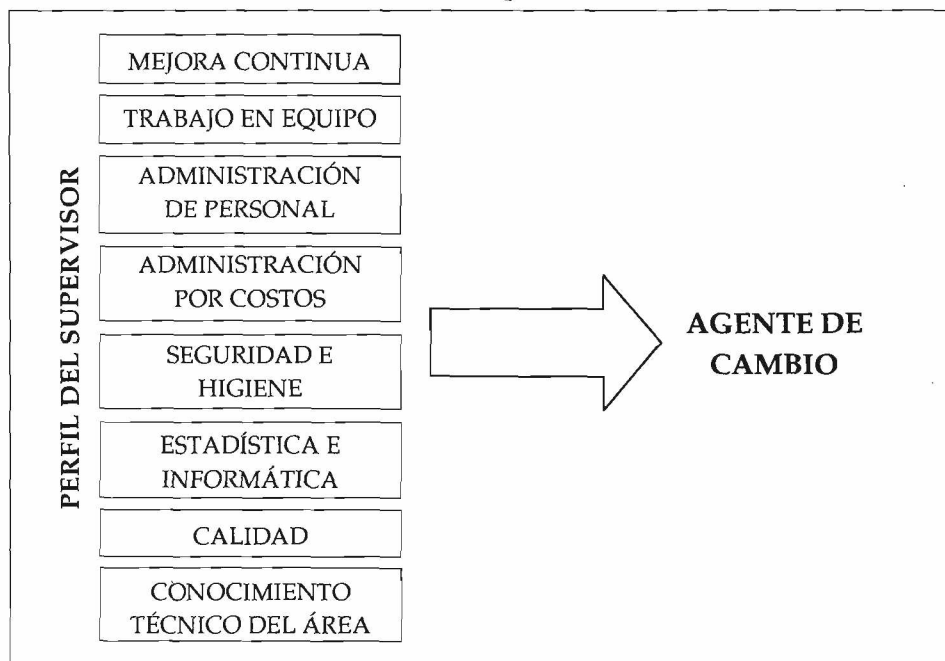 PERFIL DEL SUPERVISOR
MEJORA CONTINUA
TRABAJO EN EQUIPO
ADMINISTRACIÓN
DE PERSONAL
ADMINISTRACIÓN
POR COSTOS
SEGURIDAD E
HIGIENE
ESTADÍSTICA E
INFORMÁTICA
CALIDAD
CONOCIMIENTO
TÉCNICO DEL ÁREA
AGENTE DE
CAMBIO